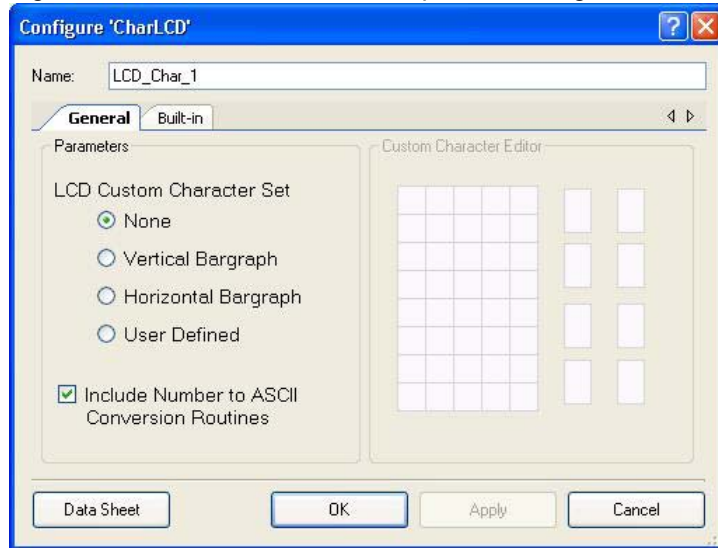 Configure 'CharLCD'
Name: LCD_Char_1
General Built-in
Parameters
Custom Character Editor
LCD Custom Character Set
None
Vertical Bargraph
Horizontal Bargraph
User Defined
Include Number to ASCII
Conversion Routines
Data Sheet OK Apply Cancel